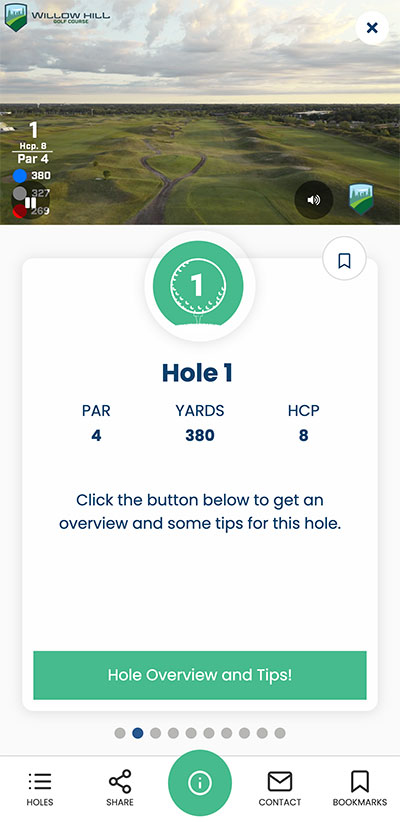 WILLOW HILL
GOLF COURSE
1
Hcp. 8
Par 4
380
327
269
1
Hole 1
PAR YARDS HCP
4 380 8
Click the button below to get an
overview and some tips for this hole.
Hole Overview and Tips!
HOLES SHARE CONTACT BOOKMARKS